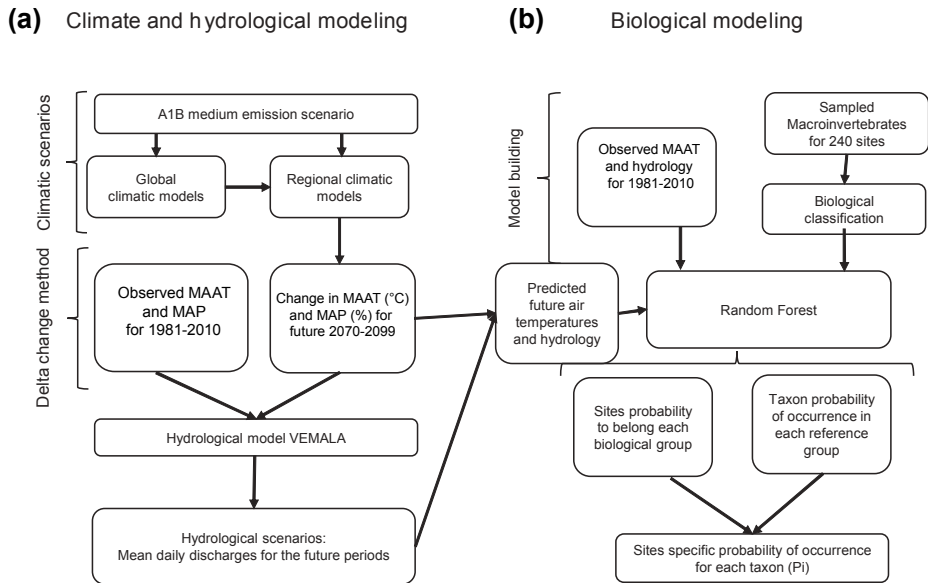 (a) Climate and hydrological modeling
Climatic scenarios
A1B medium emission scenario
Global
climatic models
Regional climatic
models
Delta change method
Observed MAAT
and MAP
for 1981-2010
Change in MAAT (°C)
and MAP (%) for
future 2070-2099
Hydrological model VEMALA
Hydrological scenarios:
Mean daily discharges for the future periods
(b) Biological modeling
Model building
Observed MAAT
and hydrology
for 1981-2010
Sampled
Macroinvertebrates
for 240 sites
Biological
classification
Predicted
future air
temperatures
and hydrology
Random Forest
Sites probability
to belong each
biological group
Taxon probability
of occurrence in
each reference
group
Sites specific probability of occurrence
for each taxon (Pi)